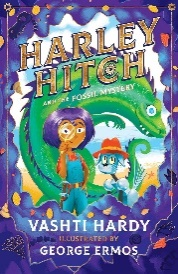 HARLEY
HITCH
AND THE FOSSIL MYSTERY
VASHTI HARDY
ILLUSTRATED BY
GEORGE ERMOS